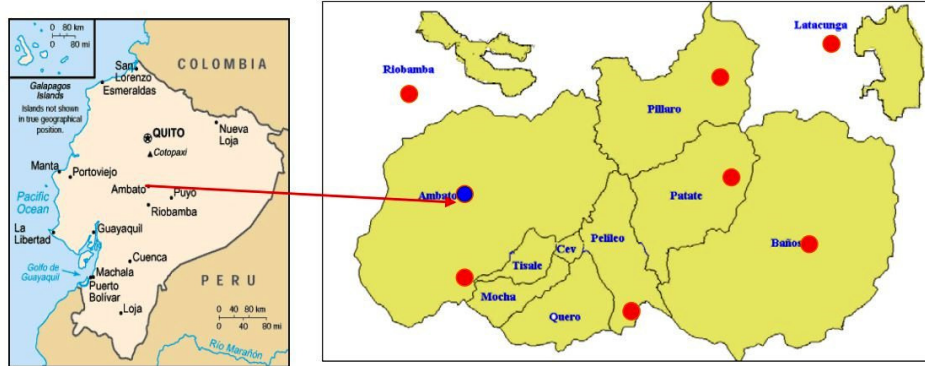 0 80 km
0 80 mi
Galapagos
Islands
Islands not shown
in true geographical
position.
COLOMBIA
San
Lorenzo
Esmeraldas
QUITO
Cotopaxi
Nueva
Loja
Manta
Portoviejo
Pacific
Ocean
Ambato
Puyo
Riobamba
La
Libertad
Guayaquil
Golfo de
Guayaquil
Cuenca
Machala
Puerto
Bolívar
Loja
PERU
0 40 80 km
0 40 80 mi
Río Marañón
Latacunga
Riobamba
Pillaro
Ambato
Patate
Pelileo
Baños
Cev
Tisale
Mocha
Quero